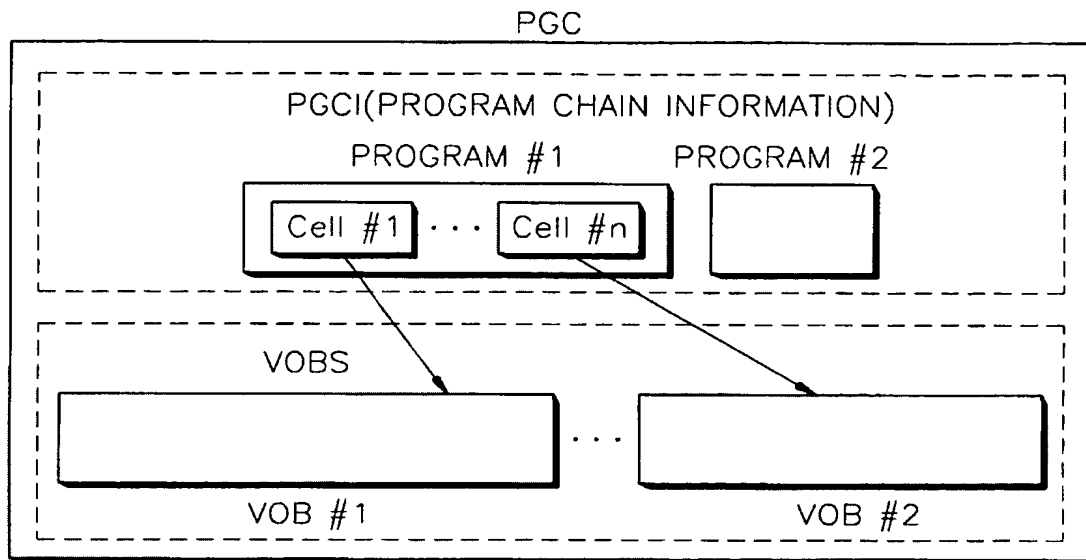 PGC
PGCI(PROGRAM CHAIN INFORMATION)
PROGRAM #1 PROGRAM #2
Cell #1 ··· Cell #n
VOBS
···
VOB #1 VOB #2